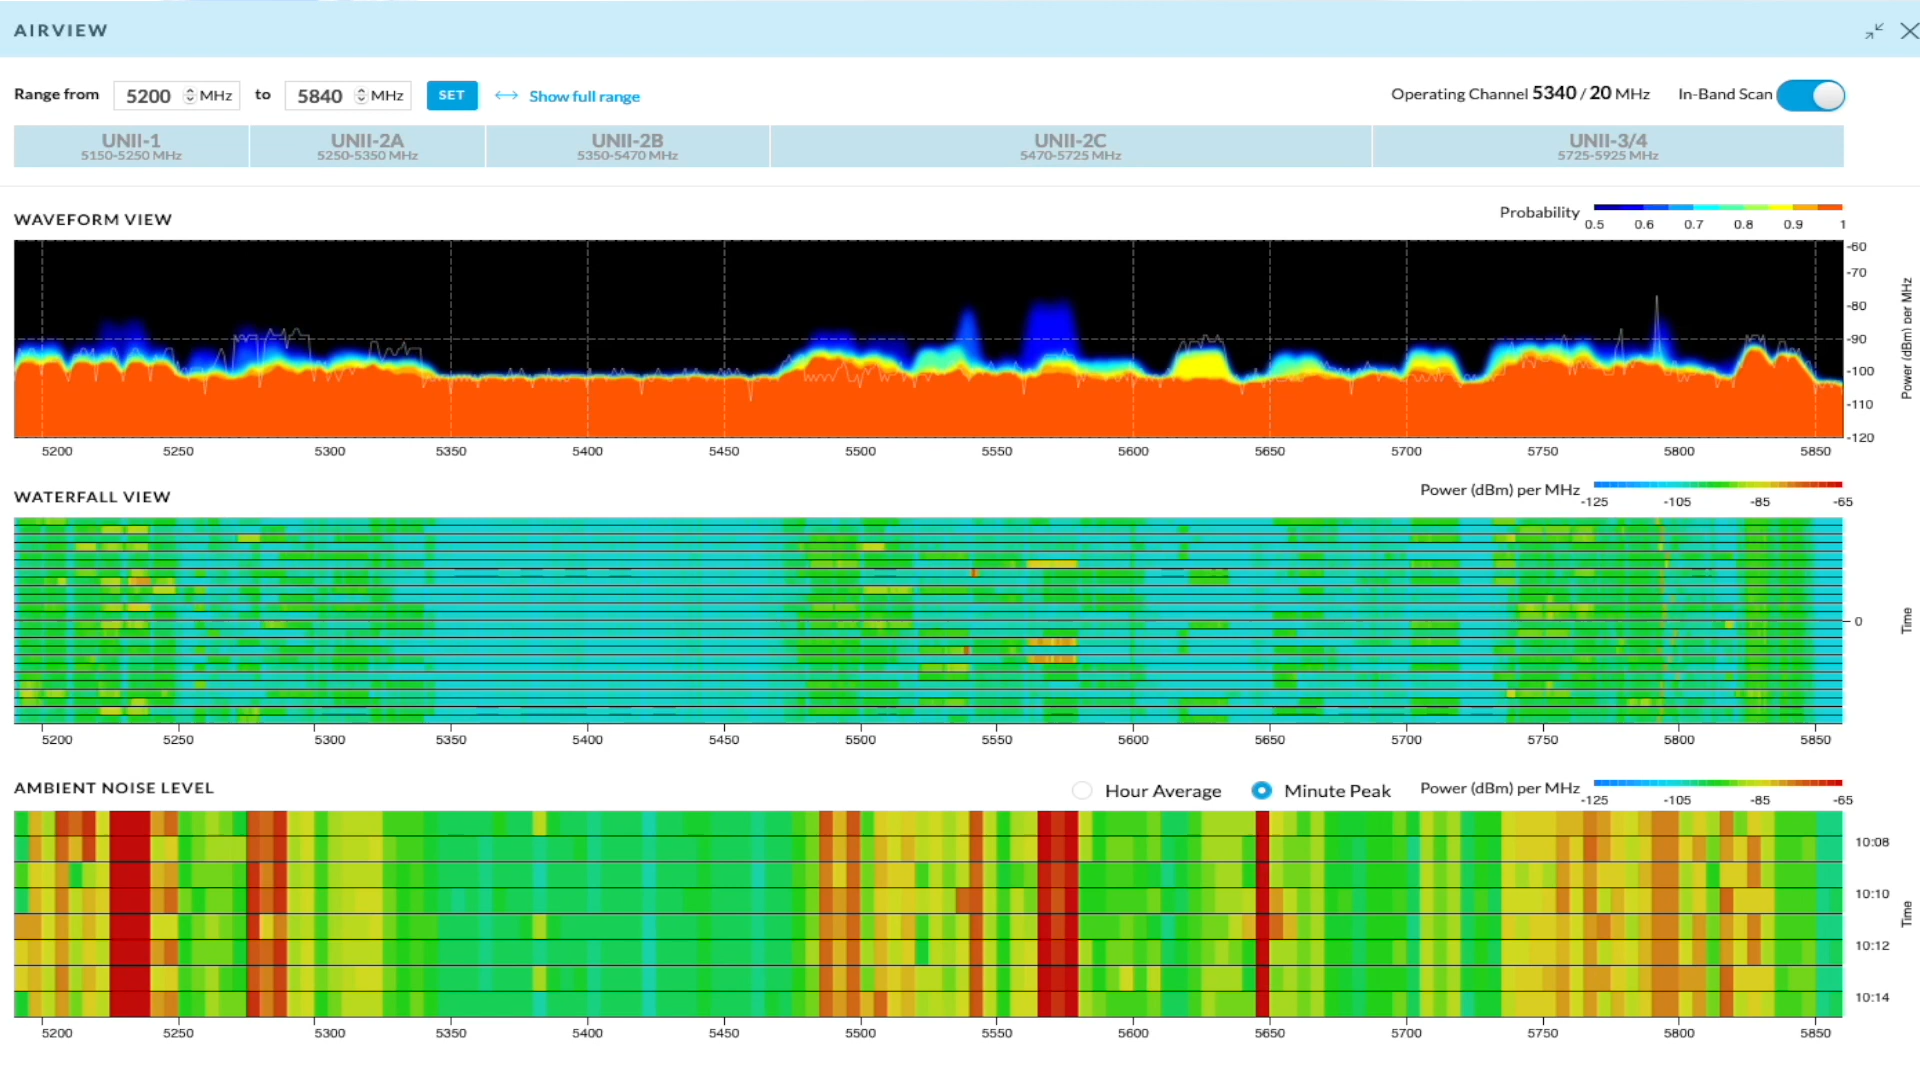 AIRVIEW
Range from 5200 MHz to 5840 MHz SET Show full range Operating Channel 5340 / 20 MHz In-Band Scan
UNII-1 UNII-2A UNII-2B UNII-2C UNII-3/4
5150-5250 MHz 5250-5350 MHz 5350-5470 MHz 5470-5725 MHz 5725-5925 MHz
WAVEFORM VIEW Probability
0.5 0.6 0.7 0.8 0.9 1
-60
-70
-80
-90
-100
-110
-120
Power (dBm) per MHz
5200 5250 5300 5350 5400 5450 5500 5550 5600 5650 5700 5750 5800 5850
WATERFALL VIEW Power (dBm) per MHz
-125 -105 -85 -65
0
Time
5200 5250 5300 5350 5400 5450 5500 5550 5600 5650 5700 5750 5800 5850
AMBIENT NOISE LEVEL Hour Average Minute Peak Power (dBm) per MHz
-125 -105 -85 -65
10:08
10:10
10:12
10:14
Time
5200 5250 5300 5350 5400 5450 5500 5550 5600 5650 5700 5750 5800 5850